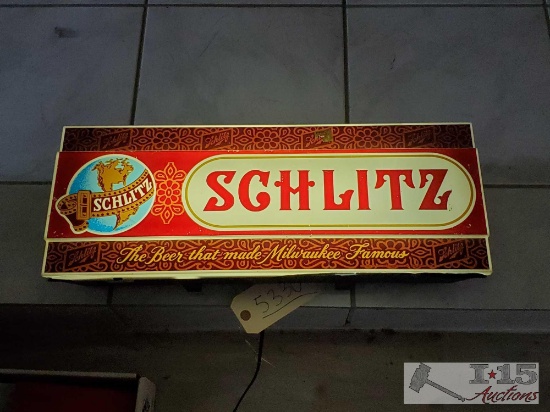 SCHLITZ
SCHLITZ
The Beer that made Milwaukee Famous
I★15
Auctions